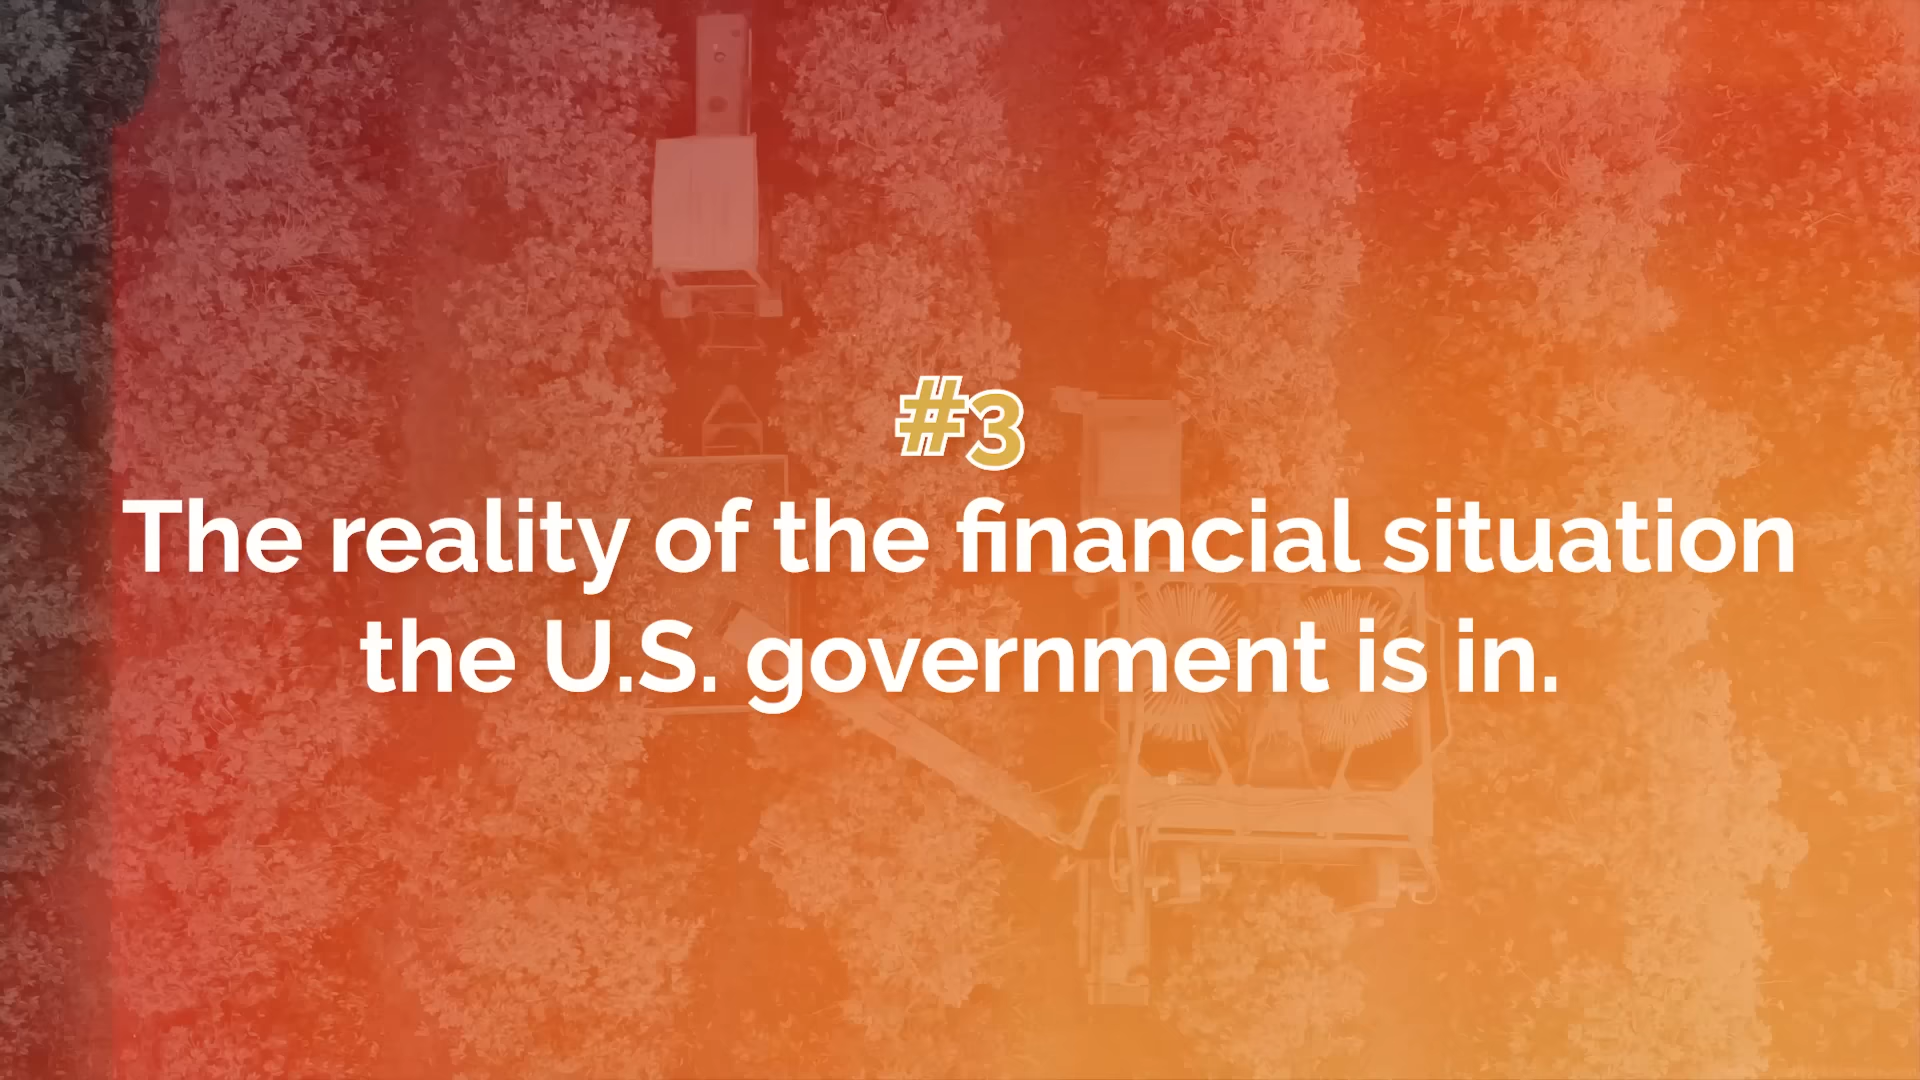 #3
The reality of the financial situation
the U.S. government is in.